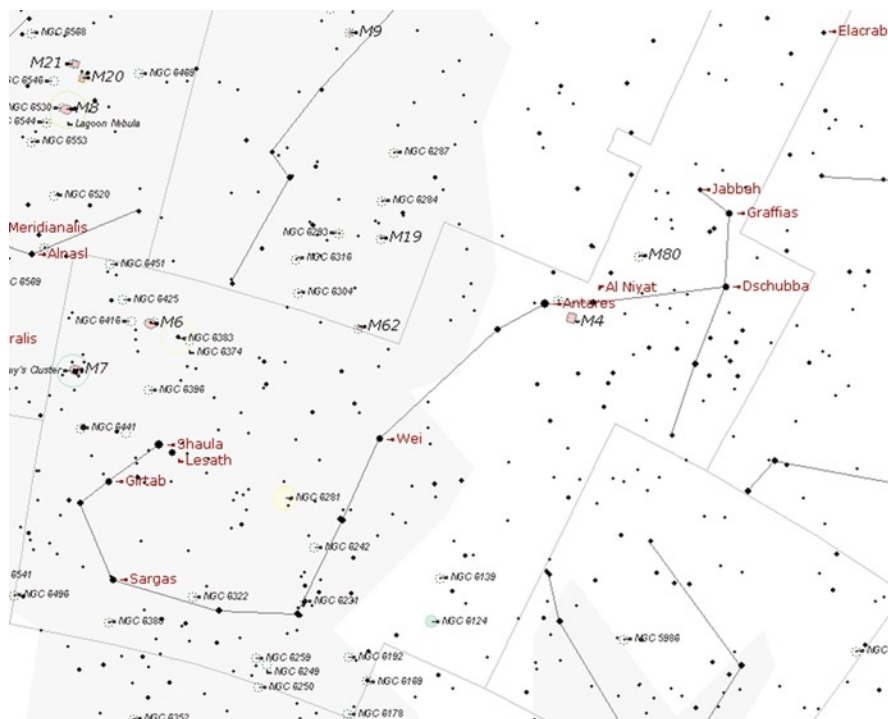 NGC 6568
M9
Elacrab
M21
NGC 6546
M20
NGC 6469
NGC 6530
M8
6544
Lagoon Nebula
NGC 6553
NGC 6287
NGC 6520
NGC 6284
Jabbah
Graffias
Meridianalis
NGC 6293
M19
Alnasl
NGC 6451
NGC 6316
M80
6569
NGC 6425
NGC 6304
Al Niyat
Dschubba
Antares
NGC 6416
M6
M62
M4
ralis
NGC 6383
NGC 6374
ey's Cluster
M7
NGC 6396
NGC 6441
Shaula
Wei
Lesath
Girtab
NGC 6281
NGC 6242
6541
Sargas
NGC 6139
NGC 6496
NGC 6322
NGC 6231
NGC 6388
NGC 6124
NGC 5986
NGC
NGC 6259
NGC 6192
NGC 6249
NGC 6169
NGC 6250
NGC 6352
NGC 6178